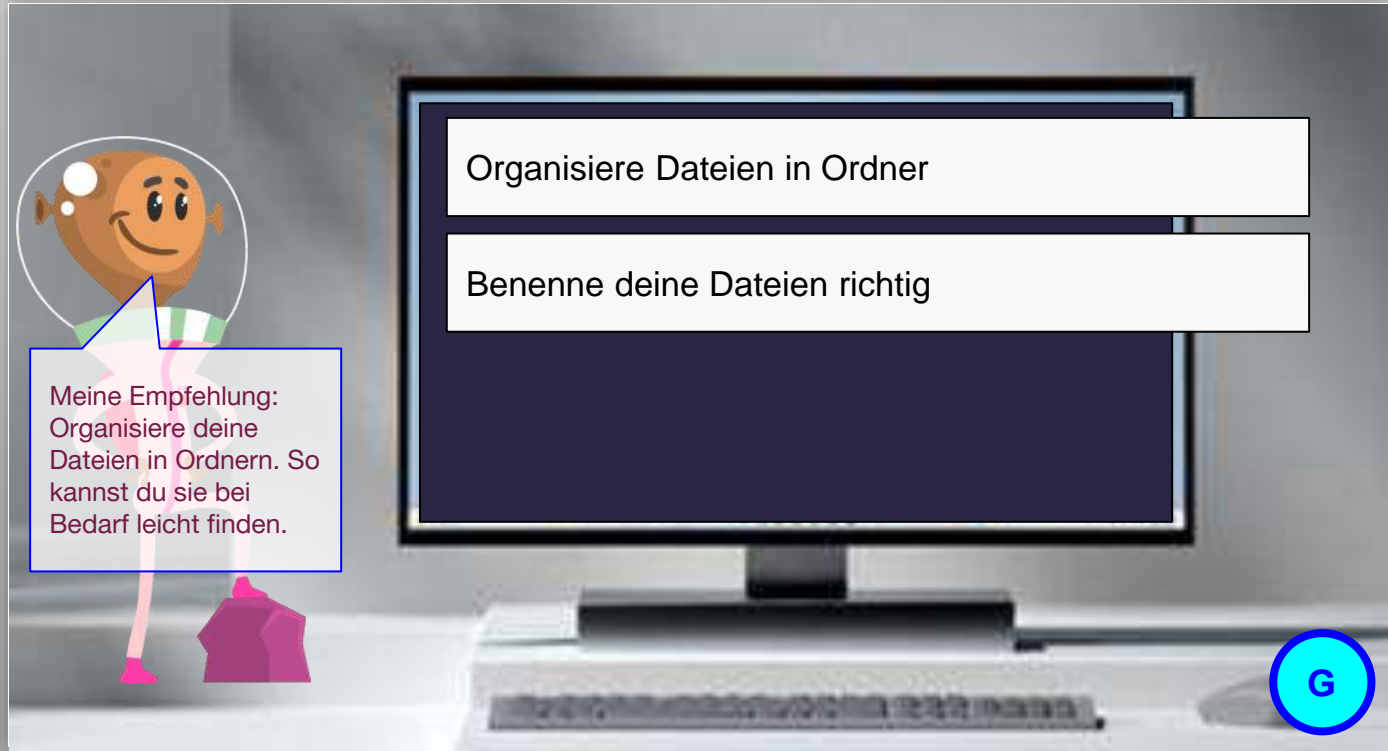 Organisiere Dateien in Ordner
Benenne deine Dateien richtig
Meine Empfehlung:
Organisiere deine
Dateien in Ordnern. So
kannst du sie bei
Bedarf leicht finden.
G